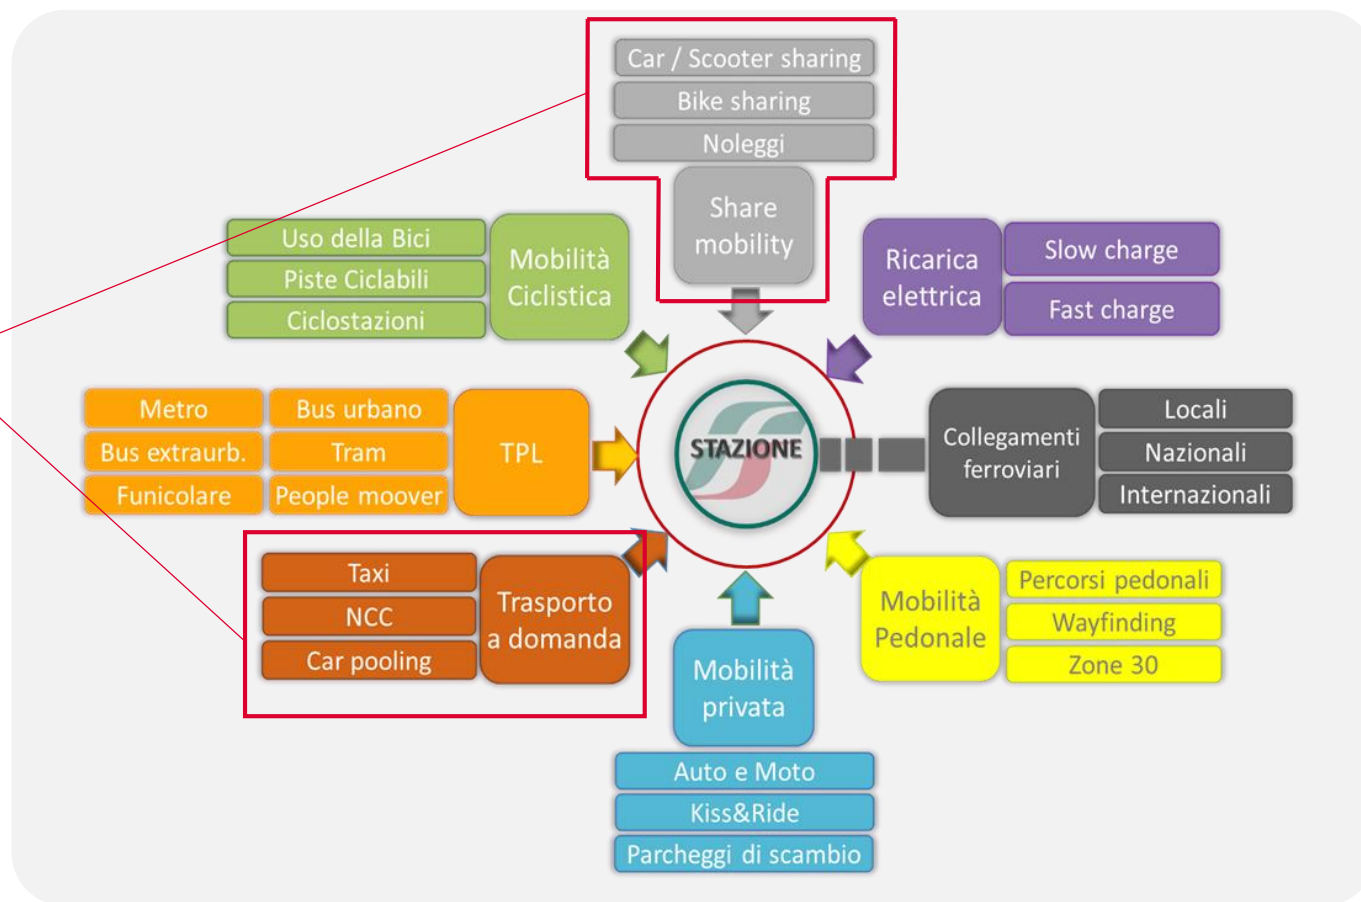 Car / Scooter sharing
Bike sharing
Noleggi
Share
mobility
Uso della Bici
Piste Ciclabili
Ciclostazioni
Mobilità
Ciclistica
Ricarica
elettrica
Slow charge
Fast charge
Metro
Bus urbano
Bus extraurb.
Tram
Funicolare
People moover
TPL
STAZIONE
Collegamenti
ferroviari
Locali
Nazionali
Internazionali
Taxi
NCC
Car pooling
Trasporto
a domanda
Mobilità
Pedonale
Percorsi pedonali
Wayfinding
Zone 30
Mobilità
privata
Auto e Moto
Kiss&Ride
Parcheggi di scambio